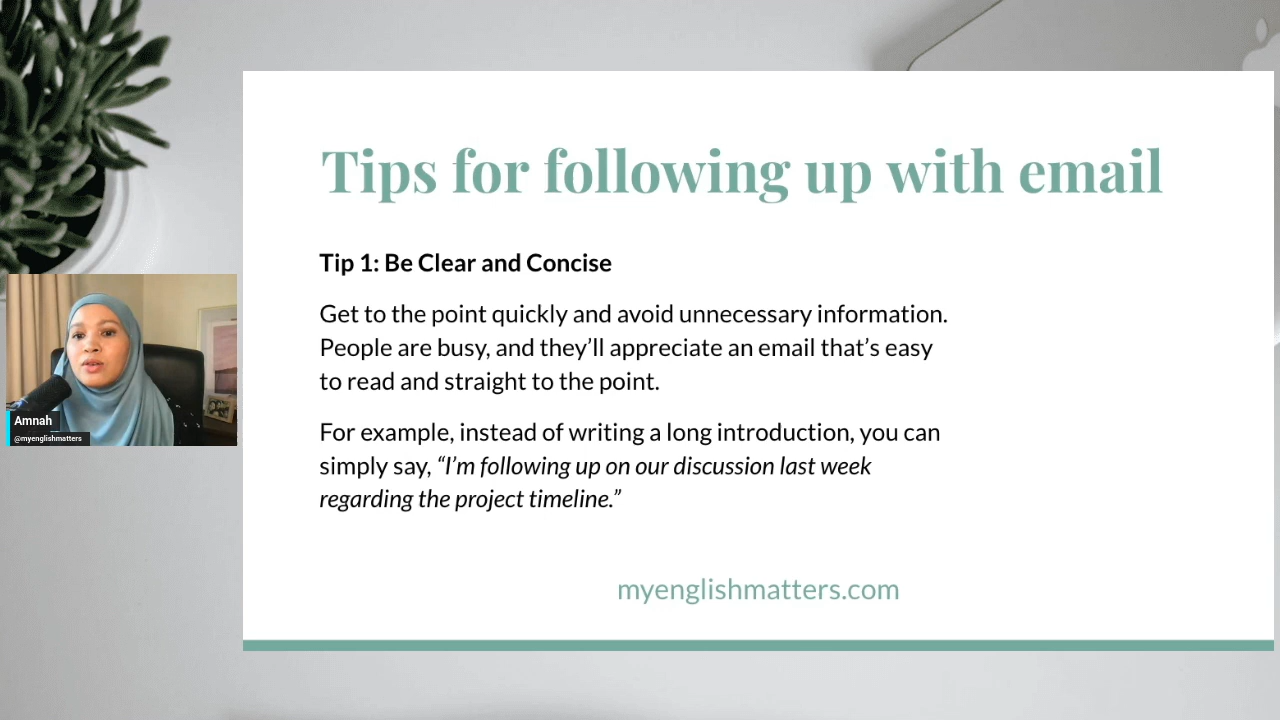 Tips for following up with email
Tip 1: Be Clear and Concise
Get to the point quickly and avoid unnecessary information.
People are busy, and they’ll appreciate an email that’s easy
to read and straight to the point.
For example, instead of writing a long introduction, you can
simply say, “I’m following up on our discussion last week
regarding the project timeline.”
myenglishmatters.com
Amnah
@myenglishmatters